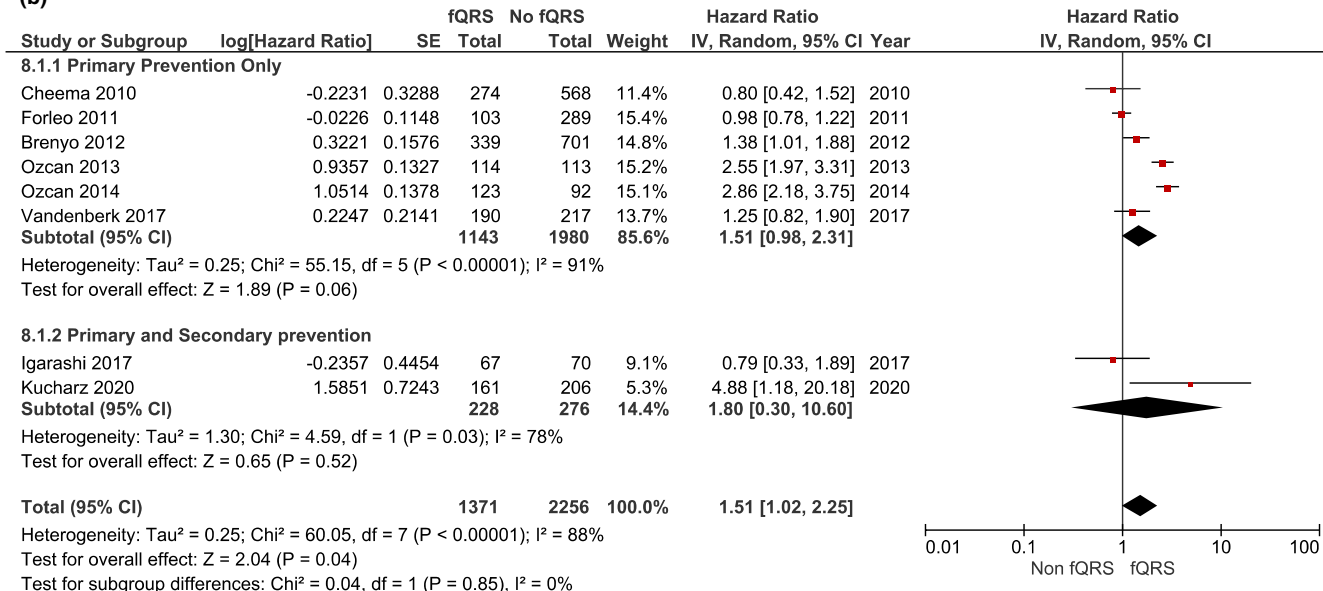 (b)
fQRS No fQRS Hazard Ratio Hazard Ratio
Study or Subgroup log[Hazard Ratio] SE Total Total Weight IV, Random, 95% CI Year IV, Random, 95% CI
8.1.1 Primary Prevention Only
Cheema 2010 -0.2231 0.3288 274 568 11.4% 0.80 [0.42, 1.52] 2010
Forleo 2011 -0.0226 0.1148 103 289 15.4% 0.98 [0.78, 1.22] 2011
Brenyo 2012 0.3221 0.1576 339 701 14.8% 1.38 [1.01, 1.88] 2012
Ozcan 2013 0.9357 0.1327 114 113 15.2% 2.55 [1.97, 3.31] 2013
Ozcan 2014 1.0514 0.1378 123 92 15.1% 2.86 [2.18, 3.75] 2014
Vandenberk 2017 0.2247 0.2141 190 217 13.7% 1.25 [0.82, 1.90] 2017
Subtotal (95% CI) 1143 1980 85.6% 1.51 [0.98, 2.31]
Heterogeneity: Tau² = 0.25; Chi² = 55.15, df = 5 (P < 0.00001); I² = 91%
Test for overall effect: Z = 1.89 (P = 0.06)
8.1.2 Primary and Secondary prevention
Igarashi 2017 -0.2357 0.4454 67 70 9.1% 0.79 [0.33, 1.89] 2017
Kucharz 2020 1.5851 0.7243 161 206 5.3% 4.88 [1.18, 20.18] 2020
Subtotal (95% CI) 228 276 14.4% 1.80 [0.30, 10.60]
Heterogeneity: Tau² = 1.30; Chi² = 4.59, df = 1 (P = 0.03); I² = 78%
Test for overall effect: Z = 0.65 (P = 0.52)
Total (95% CI) 1371 2256 100.0% 1.51 [1.02, 2.25]
Heterogeneity: Tau² = 0.25; Chi² = 60.05, df = 7 (P < 0.00001); I² = 88%
Test for overall effect: Z = 2.04 (P = 0.04)
Test for subgroup differences: Chi² = 0.04, df = 1 (P = 0.85), I² = 0%
0.01 0.1 1 10 100
Non fQRS fQRS